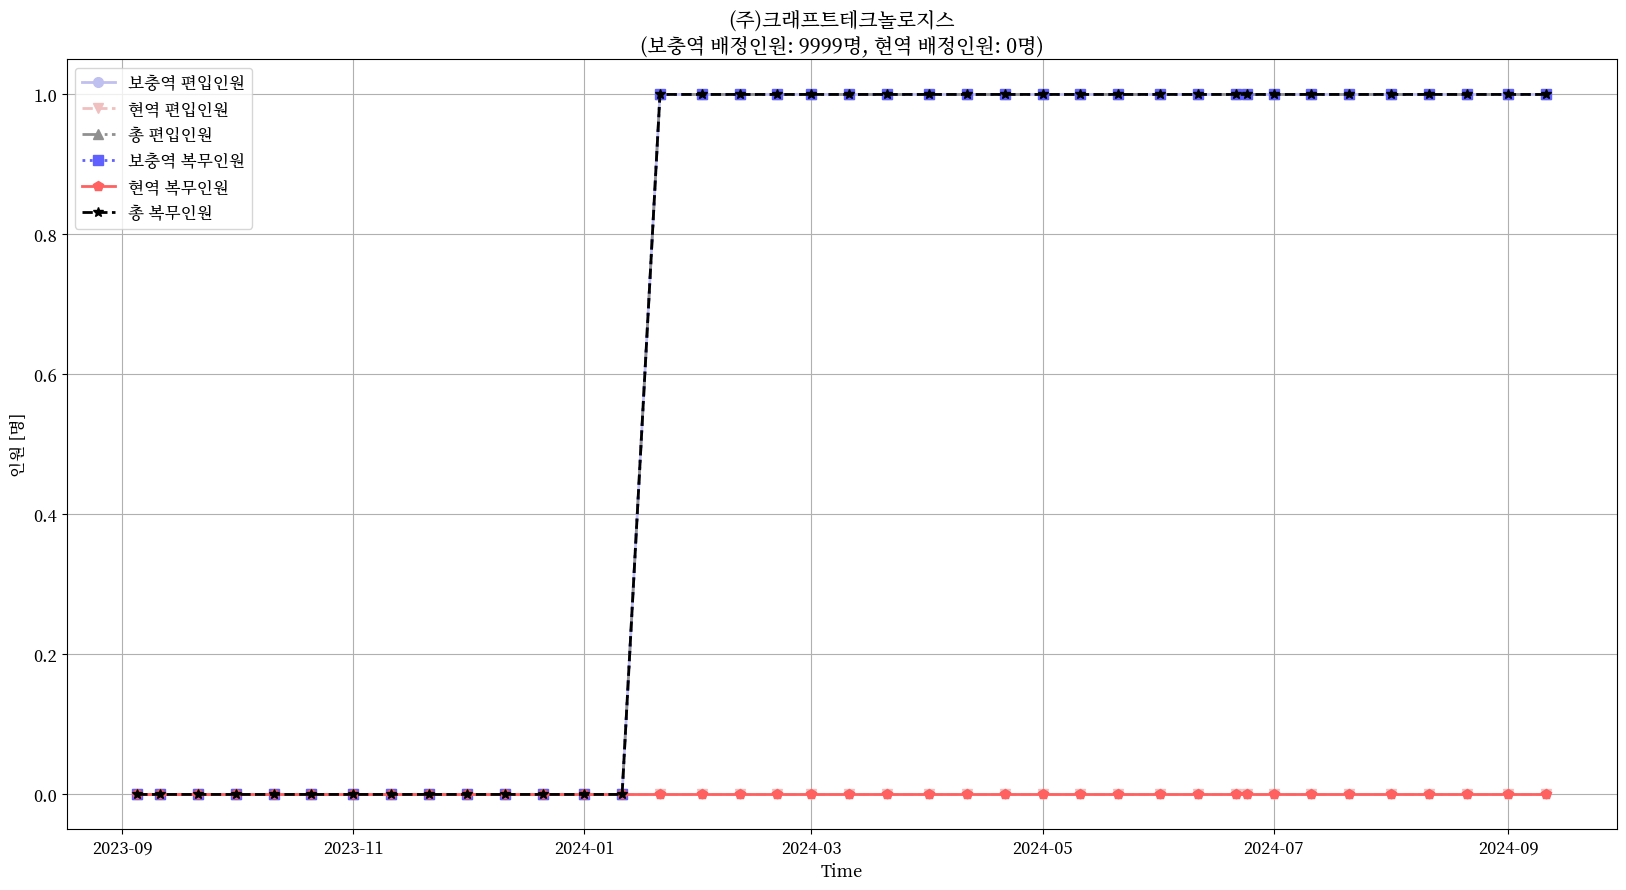 (주)크래프트테크놀로지스
(보충역 배정인원: 9999명, 현역 배정인원: 0명)
보충역 편입인원
현역 편입인원
총 편입인원
보충역 복무인원
현역 복무인원
총 복무인원
1.0
0.8
0.6
0.4
0.2
0.0
인원 [명]
2023-09
2023-11
2024-01
2024-03
2024-05
2024-07
2024-09
Time